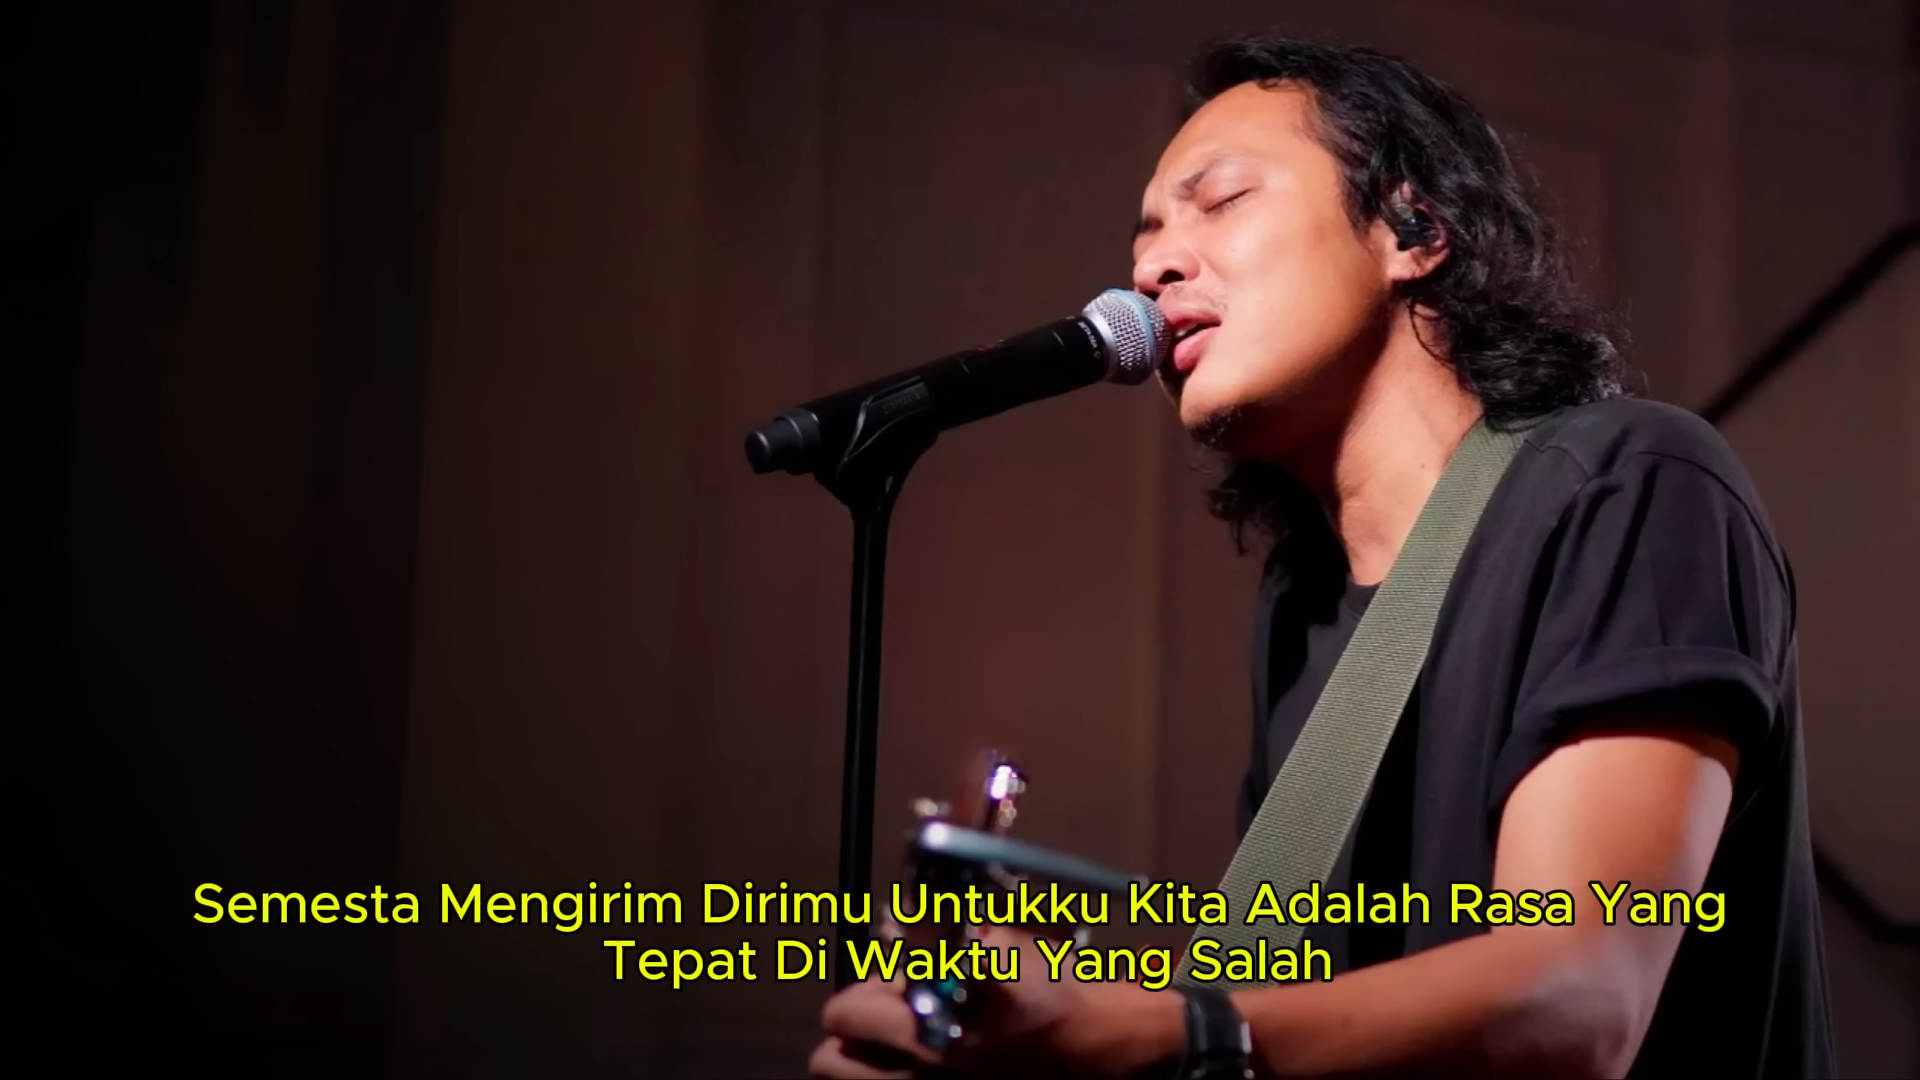 Semesta Mengirim Dirimu Untukku Kita Adalah Rasa Yang
Tepat Di Waktu Yang Salah